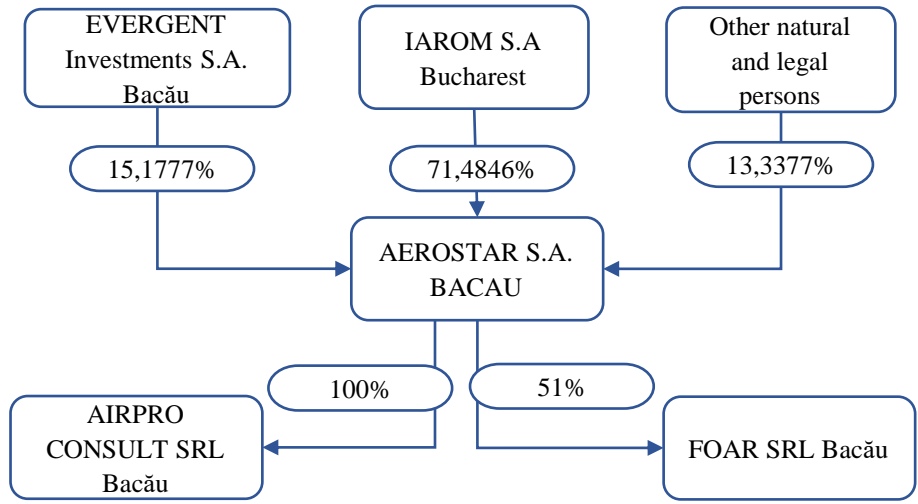 EVERGENT
Investments S.A.
Bacău
IAROM S.A
Bucharest
Other natural
and legal
persons
15,1777%
71,4846%
13,3377%
AEROSTAR S.A.
BACAU
100%
51%
AIRPRO
CONSULT SRL
Bacău
FOAR SRL Bacău